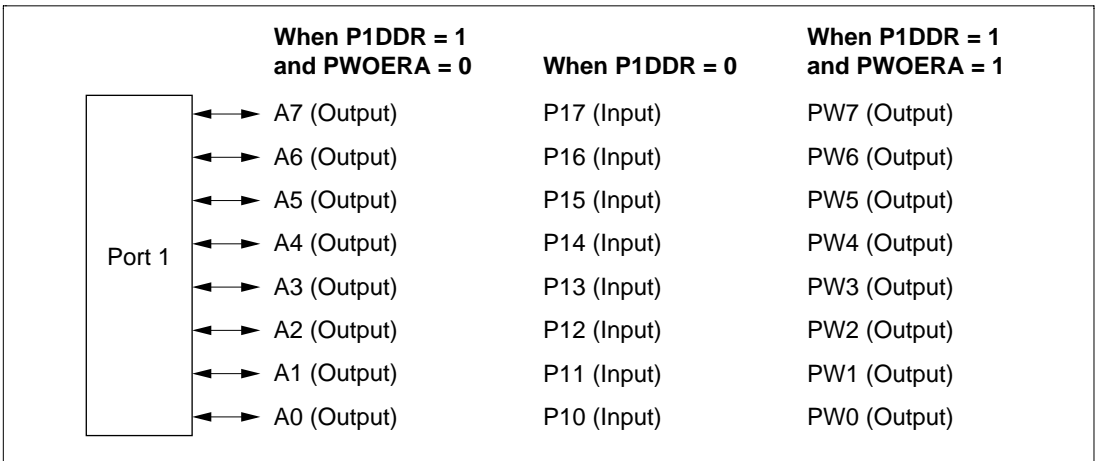 When P1DDR = 1 When P1DDR = 1
and PWOERA = 0 When P1DDR = 0 and PWOERA = 1
A7 (Output) P17 (Input) PW7 (Output)
A6 (Output) P16 (Input) PW6 (Output)
A5 (Output) P15 (Input) PW5 (Output)
Port 1 A4 (Output) P14 (Input) PW4 (Output)
A3 (Output) P13 (Input) PW3 (Output)
A2 (Output) P12 (Input) PW2 (Output)
A1 (Output) P11 (Input) PW1 (Output)
A0 (Output) P10 (Input) PW0 (Output)